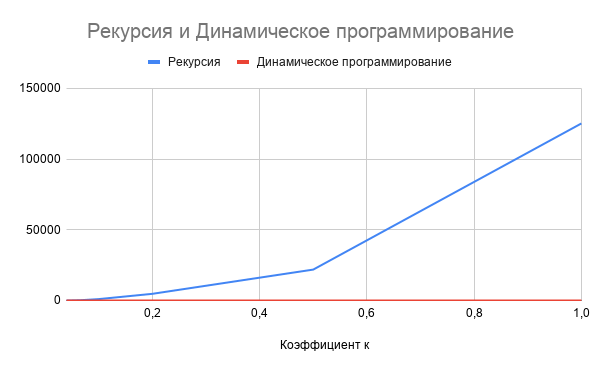 Рекурсия и Динамическое программирование
Рекурсия
Динамическое программирование
150000
100000
50000
0
0,2
0,4
0,6
0,8
1,0
Коэффициент к